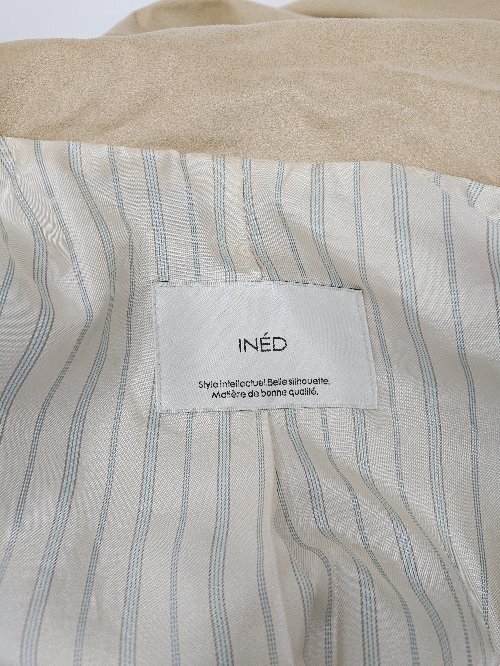 INÉD
Style intellectuel.Belle silhouette.
Matière de bonne qualité.